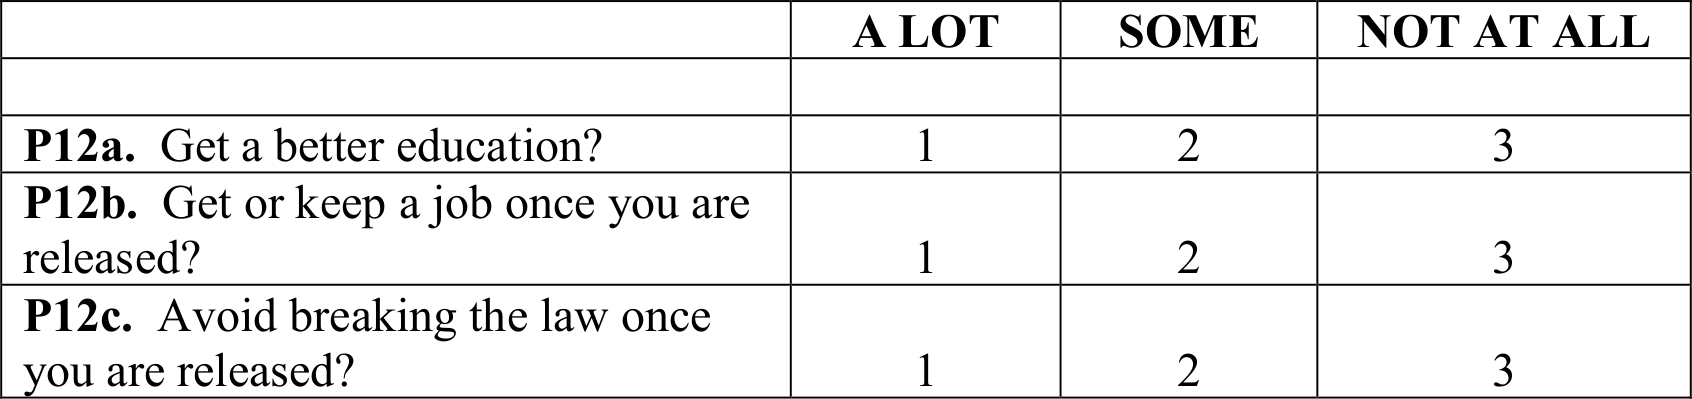 A LOT SOME NOT AT ALL
P12a. Get a better education? 1 2 3
P12b. Get or keep a job once you are
released? 1 2 3
P12c. Avoid breaking the law once
you are released? 1 2 3